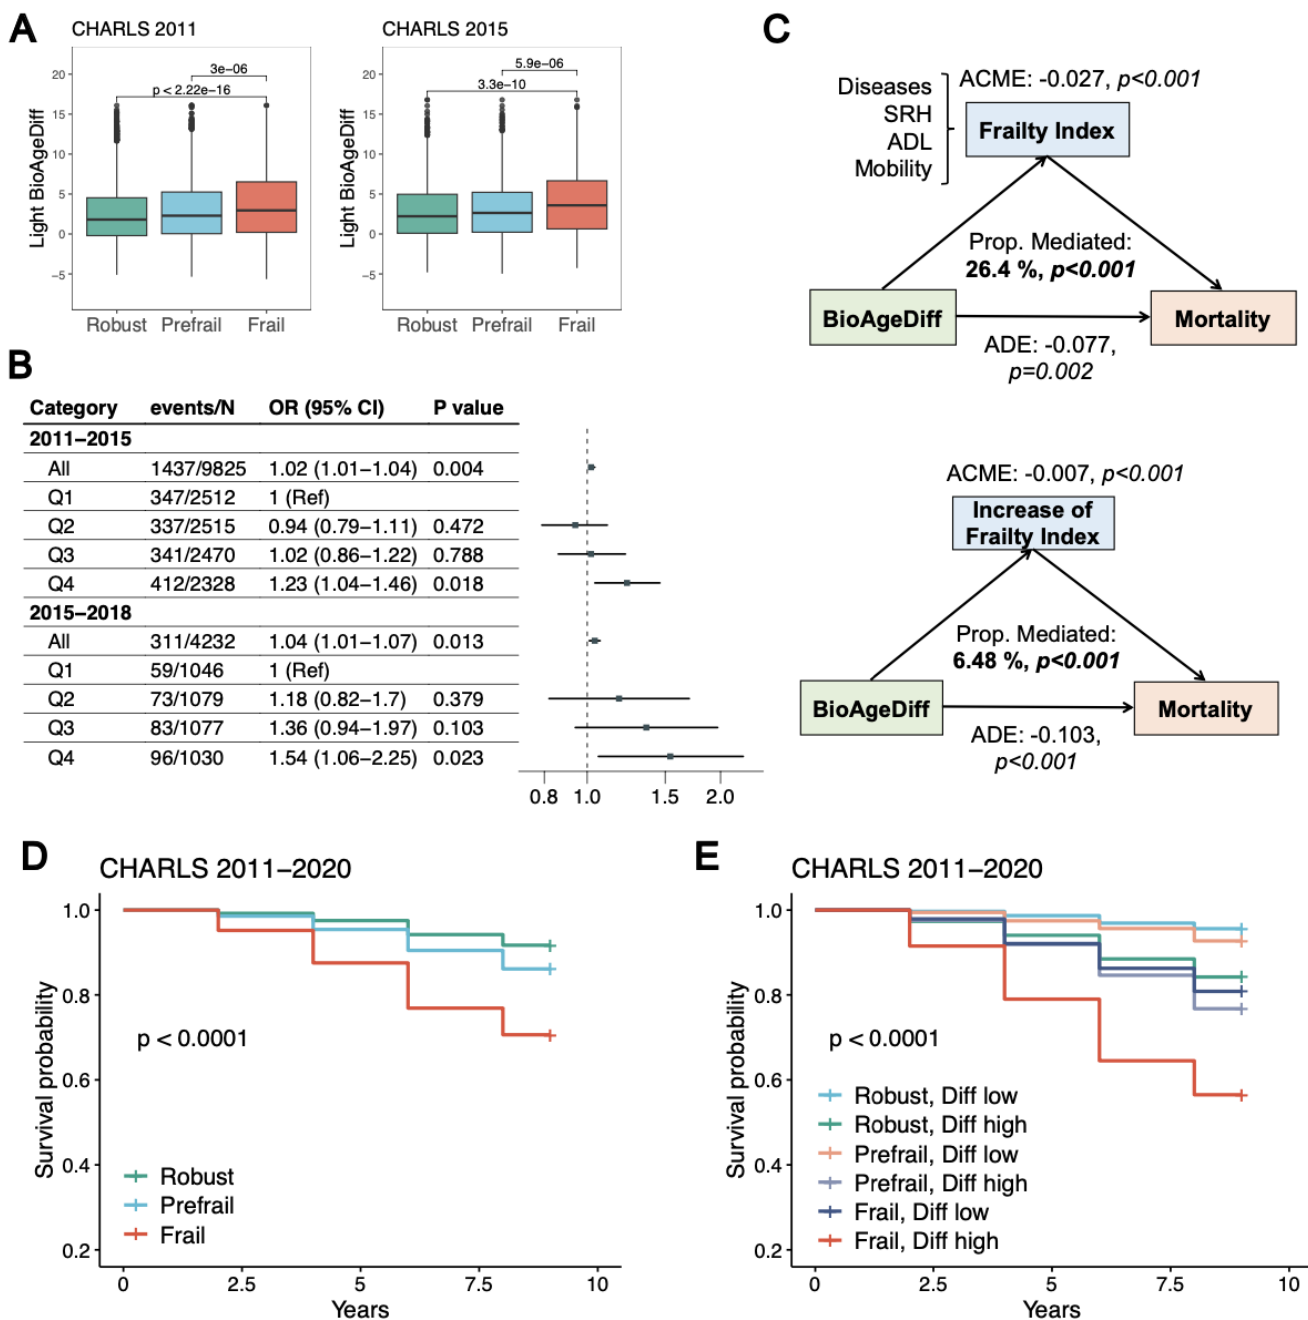 A
CHARLS 2011
CHARLS 2015
Light BioAgeDiff
20
15
10
5
0
−5
3e−06
p < 2.22e−16
Robust Prefrail Frail
Light BioAgeDiff
20
15
10
5
0
−5
5.9e−06
3.3e−10
Robust Prefrail Frail
B
Category events/N OR (95% CI) P value
2011−2015
All 1437/9825 1.02 (1.01−1.04) 0.004
Q1 347/2512 1 (Ref)
Q2 337/2515 0.94 (0.79−1.11) 0.472
Q3 341/2470 1.02 (0.86−1.22) 0.788
Q4 412/2328 1.23 (1.04−1.46) 0.018
2015−2018
All 311/4232 1.04 (1.01−1.07) 0.013
Q1 59/1046 1 (Ref)
Q2 73/1079 1.18 (0.82−1.7) 0.379
Q3 83/1077 1.36 (0.94−1.97) 0.103
Q4 96/1030 1.54 (1.06−2.25) 0.023
0.8 1.0 1.5 2.0
C
Diseases
SRH
ADL
Mobility
ACME: -0.027, p<0.001
Frailty Index
Prop. Mediated:
26.4 %, p<0.001
BioAgeDiff
Mortality
ADE: -0.077,
p=0.002
ACME: -0.007, p<0.001
Increase of
Frailty Index
Prop. Mediated:
6.48 %, p<0.001
BioAgeDiff
Mortality
ADE: -0.103,
p<0.001
D
CHARLS 2011−2020
Survival probability
1.0
0.8
0.6
0.4
0.2
p < 0.0001
Robust
Prefrail
Frail
0 2.5 5 7.5 10
Years
E
CHARLS 2011−2020
Survival probability
1.0
0.8
0.6
0.4
0.2
p < 0.0001
Robust, Diff low
Robust, Diff high
Prefrail, Diff low
Prefrail, Diff high
Frail, Diff low
Frail, Diff high
0 2.5 5 7.5 10
Years